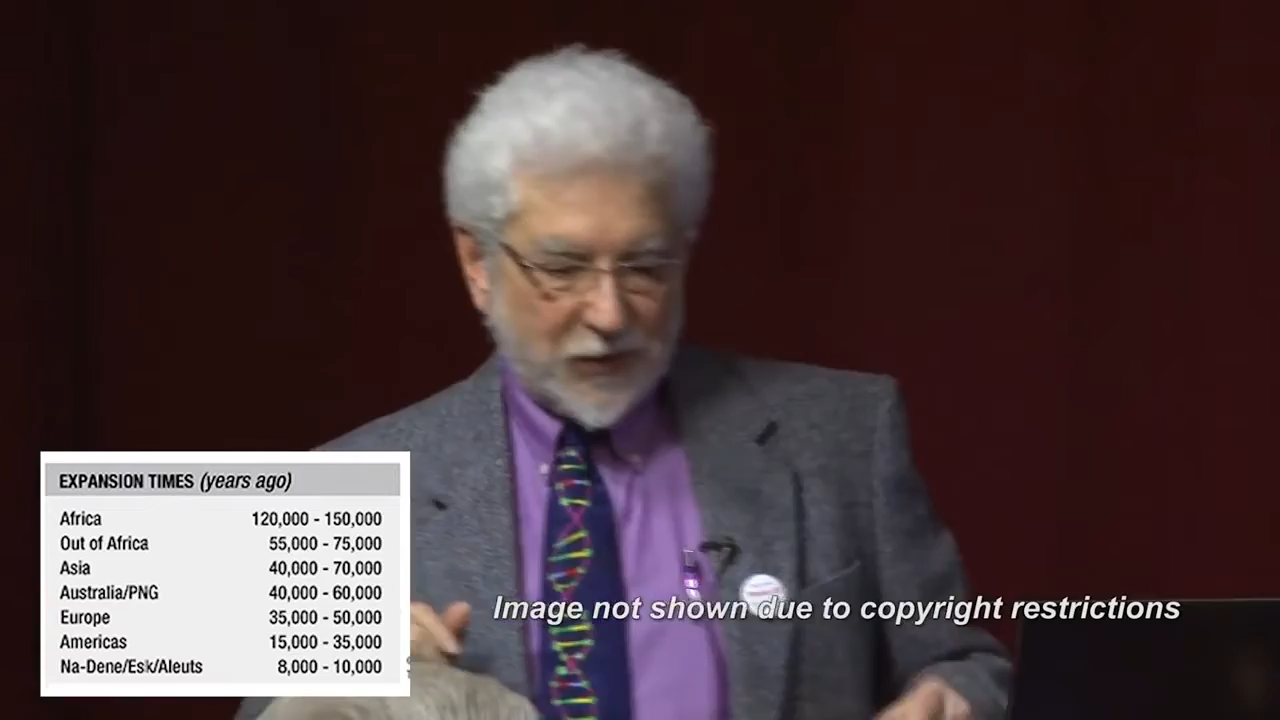 EXPANSION TIMES (years ago)
Africa 120,000 - 150,000
Out of Africa 55,000 - 75,000
Asia 40,000 - 70,000
Australia/PNG 40,000 - 60,000
Europe 35,000 - 50,000
Americas 15,000 - 35,000
Na-Dene/Esk/Aleuts 8,000 - 10,000
Image not shown due to copyright restrictions